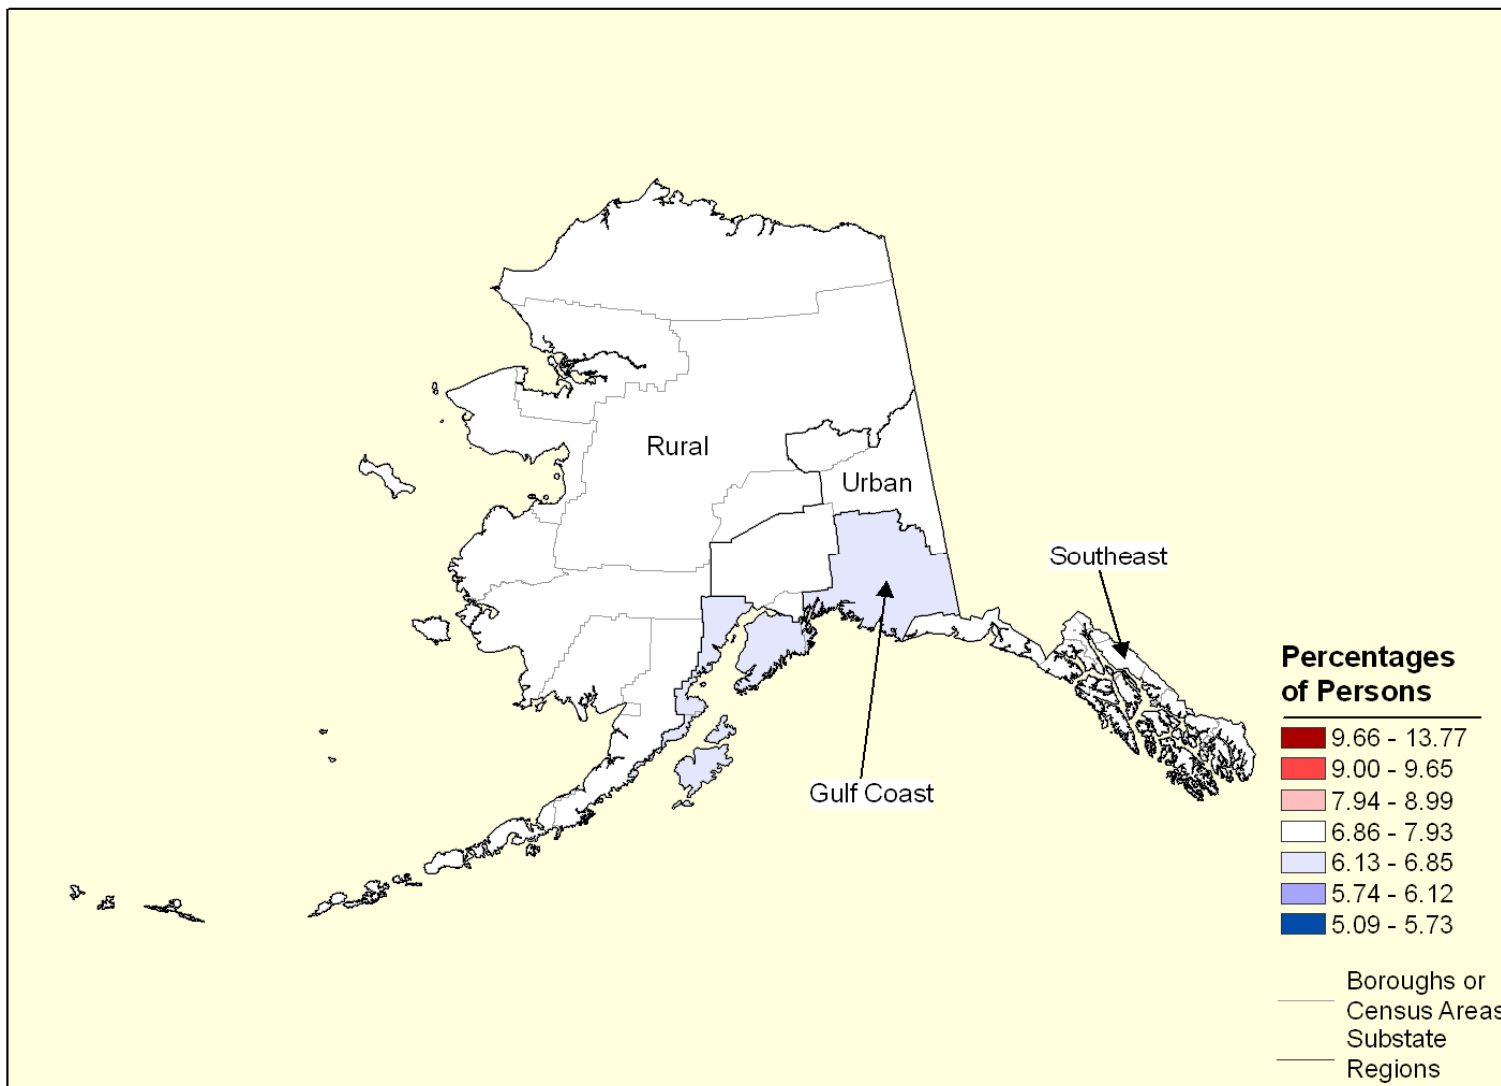 Rural
Urban
Southeast
Gulf Coast
Percentages
of Persons
9.66 - 13.77
9.00 - 9.65
7.94 - 8.99
6.86 - 7.93
6.13 - 6.85
5.74 - 6.12
5.09 - 5.73
Boroughs or
Census Areas
Substate
Regions